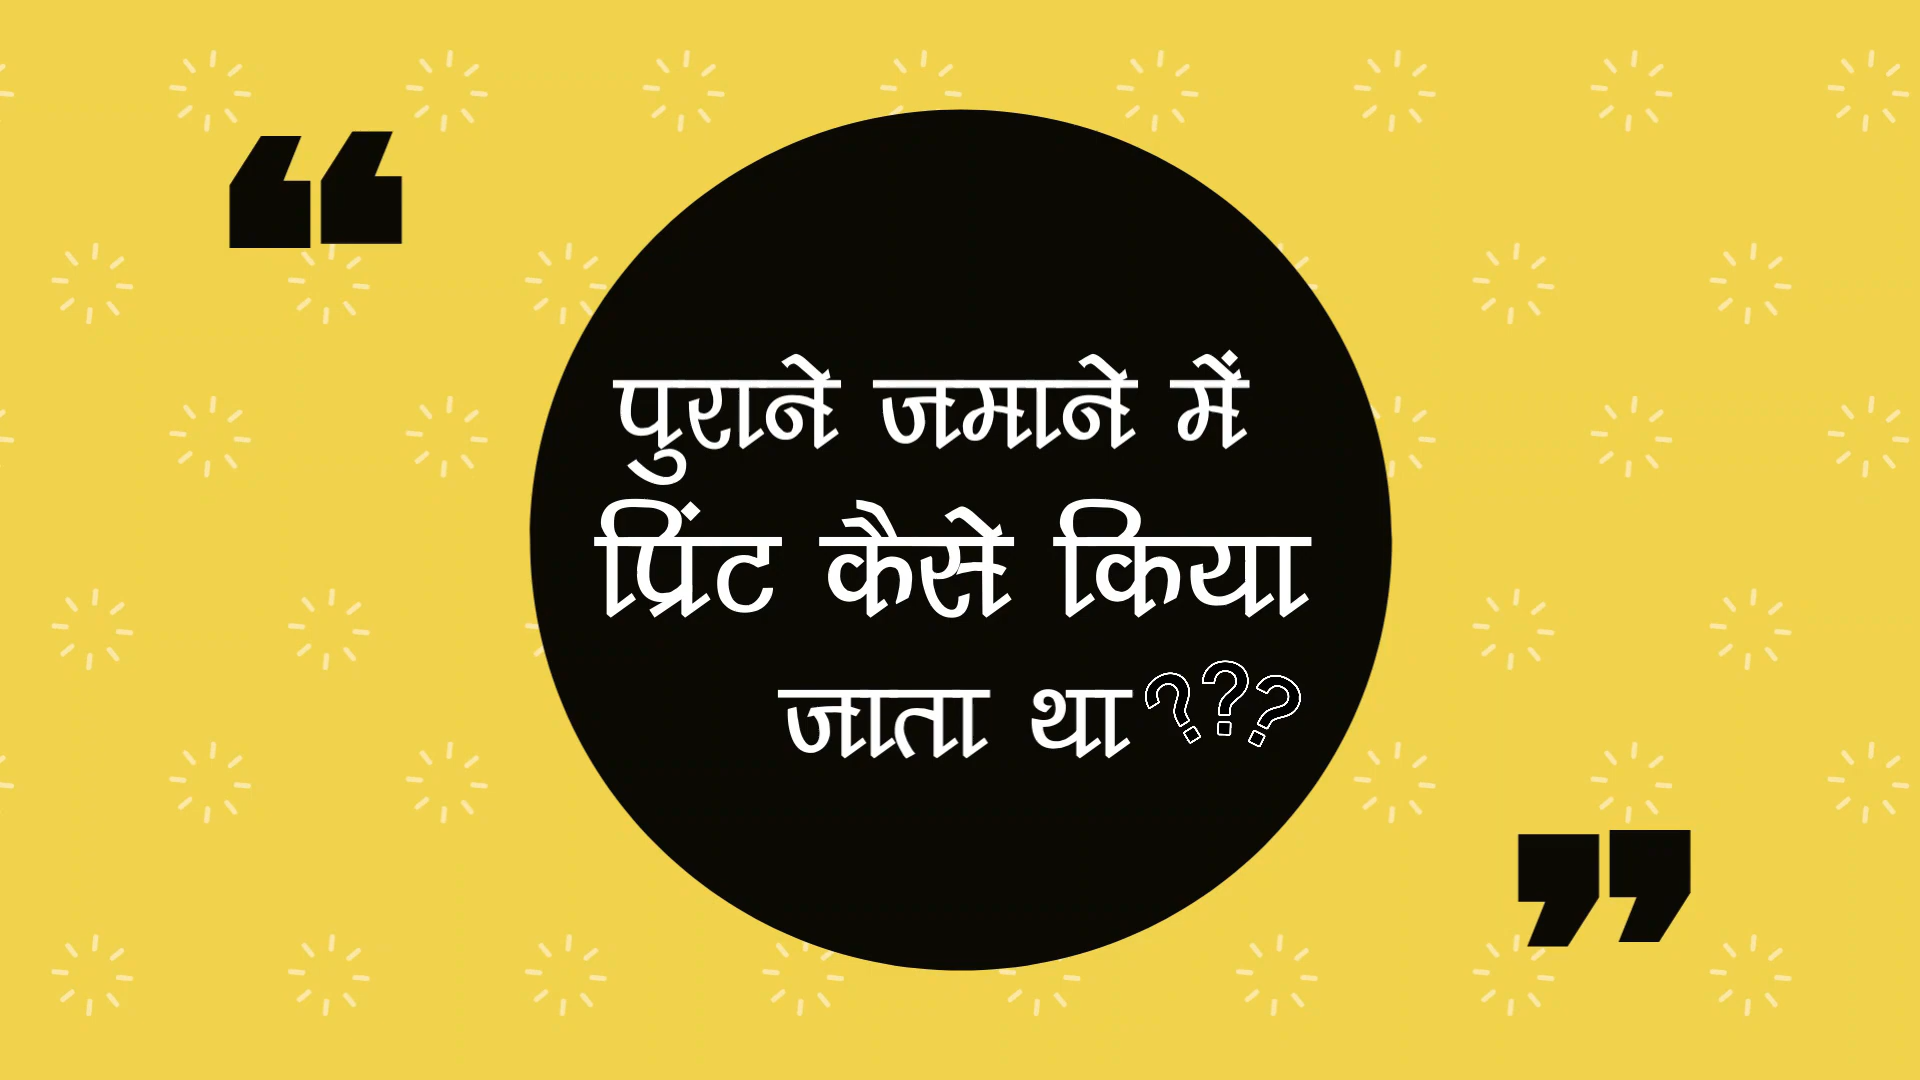 “
पुराने जमाने में
प्रिंट कैसे किया
जाता था???
”